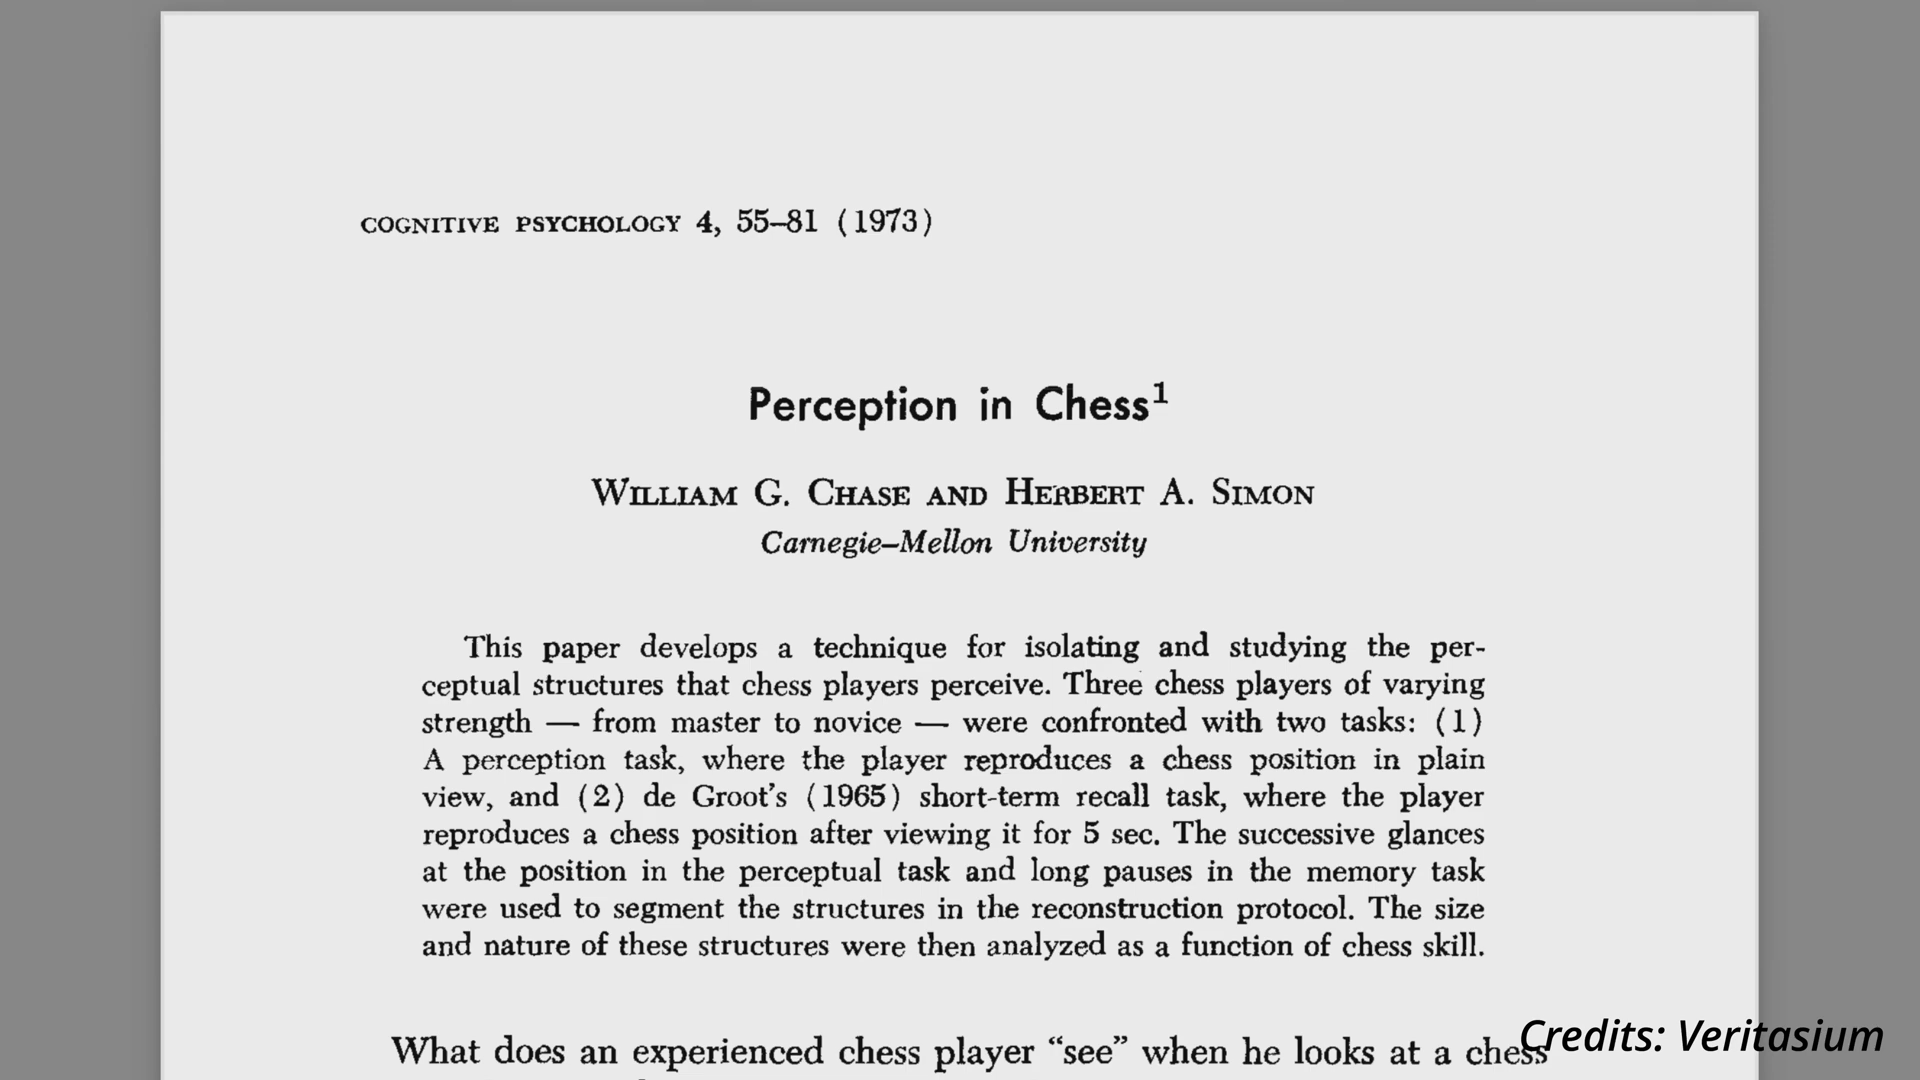 COGNITIVE PSYCHOLOGY 4, 55–81 (1973)
Perception in Chess¹
WILLIAM G. CHASE AND HERBERT A. SIMON
Carnegie–Mellon University
This paper develops a technique for isolating and studying the per-
ceptual structures that chess players perceive. Three chess players of varying
strength — from master to novice — were confronted with two tasks: (1)
A perception task, where the player reproduces a chess position in plain
view, and (2) de Groot's (1965) short-term recall task, where the player
reproduces a chess position after viewing it for 5 sec. The successive glances
at the position in the perceptual task and long pauses in the memory task
were used to segment the structures in the reconstruction protocol. The size
and nature of these structures were then analyzed as a function of chess skill.
What does an experienced chess player “see” when he looks at a chess
Credits: Veritasium